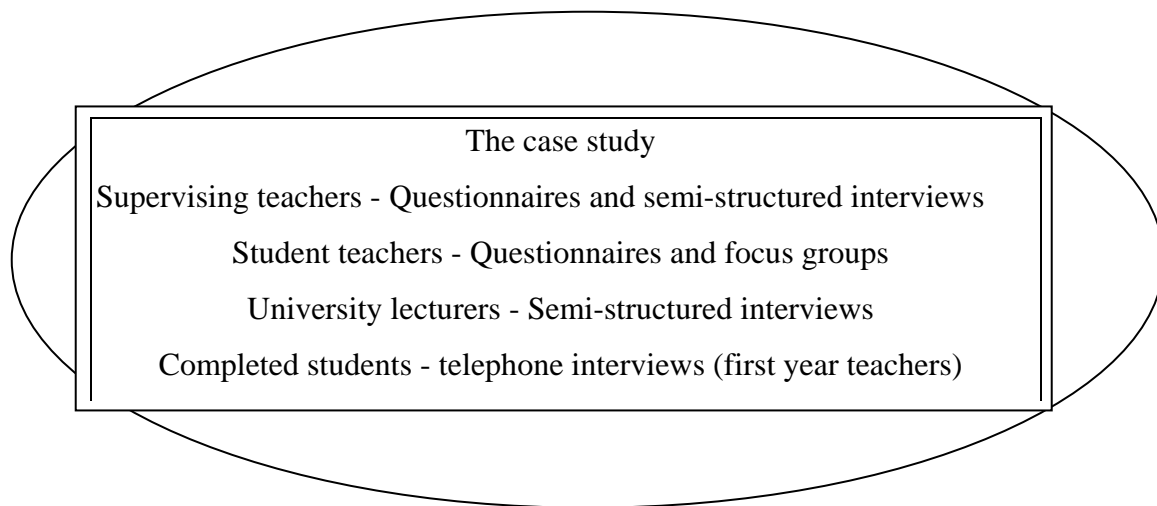 The case study
Supervising teachers - Questionnaires and semi-structured interviews
Student teachers - Questionnaires and focus groups
University lecturers - Semi-structured interviews
Completed students - telephone interviews (first year teachers)